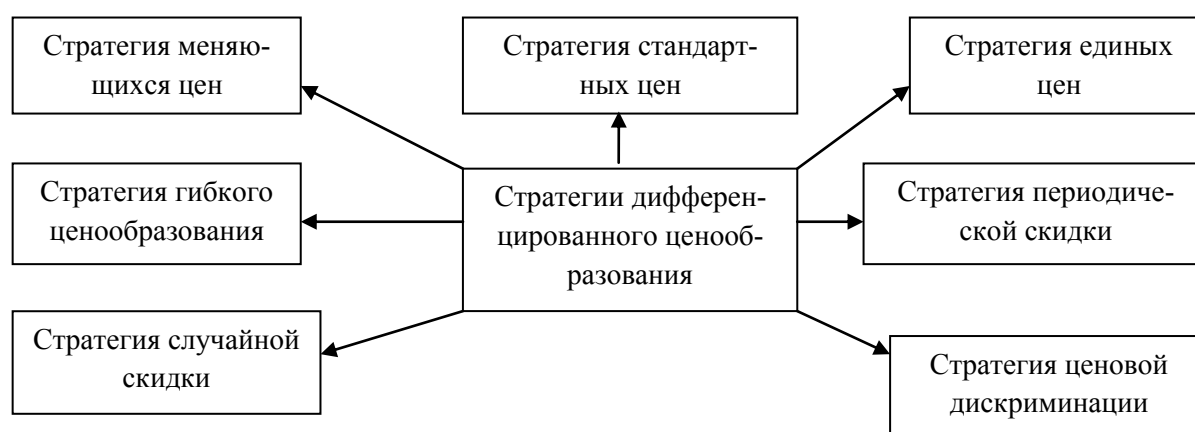 Стратегия меняю-
щихся цен
Стратегия стандарт-
ных цен
Стратегия единых
цен
Стратегия гибкого
ценообразования
Стратегии дифферен-
цированного ценооб-
разования
Стратегия периодиче-
ской скидки
Стратегия случайной
скидки
Стратегия ценовой
дискриминации